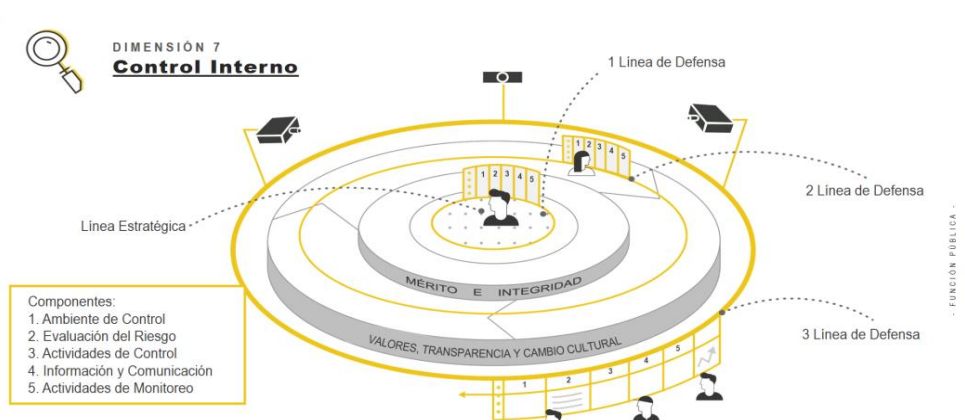 DIMENSIÓN 7
Control Interno
1 Linea de Defensa
1 2 3 4 5
1 2 3 4 5
2 Línea de Defensa
Línea Estratégica
MÉRITO E INTEGRIDAD
VALORES, TRANSPARENCIA Y CAMBIO CULTURAL
3 Linea de Defensa
1 2 3 4 5
Componentes:
1. Ambiente de Control
2. Evaluación del Riesgo
3. Actividades de Control
4. Información y Comunicación
5. Actividades de Monitoreo
- FUNCIÓN PÚBLICA -